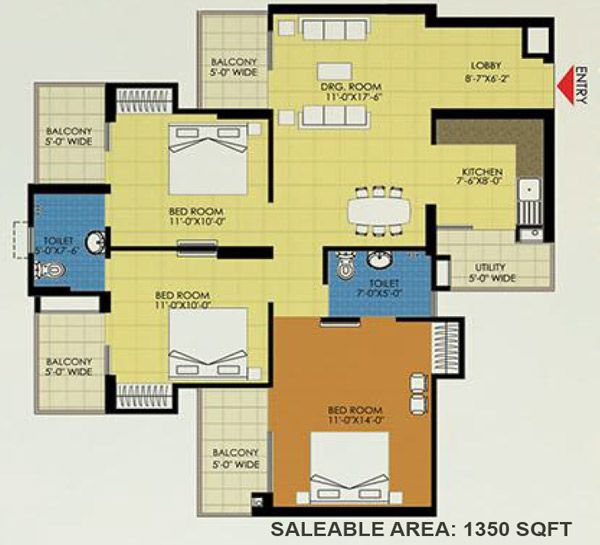 BALCONY
5'-0" WIDE
DRG. ROOM
11'-0"X17'-6"
LOBBY
8'-7"X6'-2"
ENTRY
BALCONY
5'-0" WIDE
BED ROOM
11'-0"X10'-0"
KITCHEN
7'-6"X8'-0"
TOILET
5'-0"X7'-6"
UTILITY
5'-0" WIDE
TOILET
7'-0"X5'-0"
BED ROOM
11'-0"X10'-0"
BALCONY
5'-0" WIDE
BED ROOM
11'-0"X14'-0"
BALCONY
5'-0" WIDE
SALEABLE AREA: 1350 SQFT